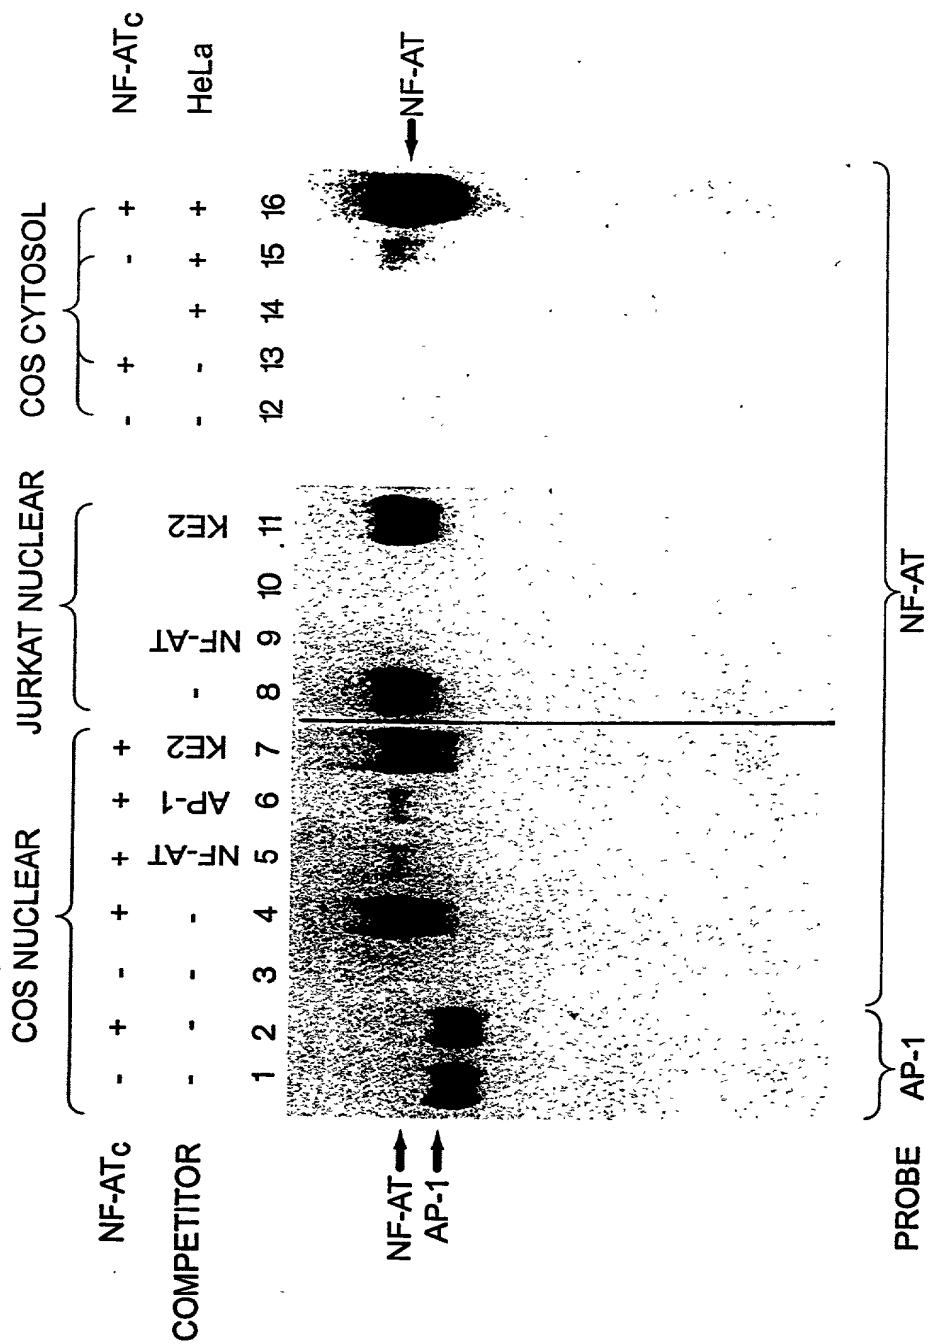 COS NUCLEAR JURKAT NUCLEAR COS CYTOSOL
NF-ATc - + - + + + + - + - + NF-ATc
COMPETITOR - - - - NF-AT AP-1 KE2 - NF-AT KE2 - - + + + HeLa
1 2 3 4 5 6 7 8 9 10 11 12 13 14 15 16
NF-AT NF-AT
AP-1
PROBE AP-1 NF-AT